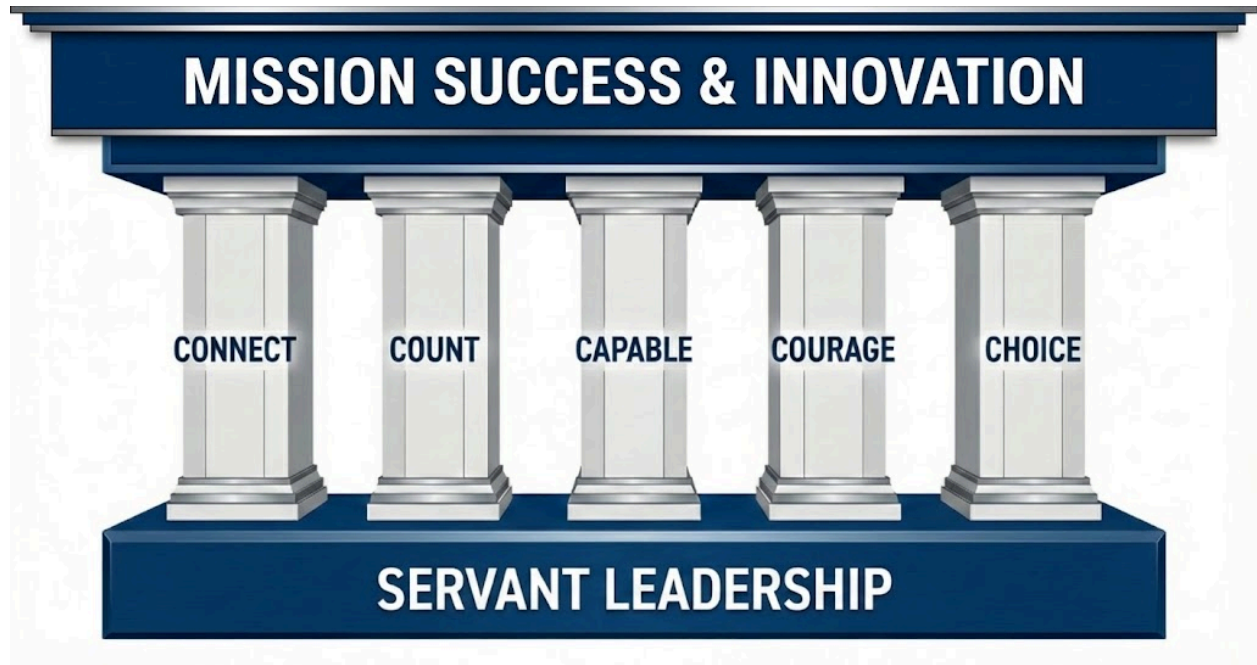 MISSION SUCCESS & INNOVATION
CONNECT
COUNT
CAPABLE
COURAGE
CHOICE
SERVANT LEADERSHIP